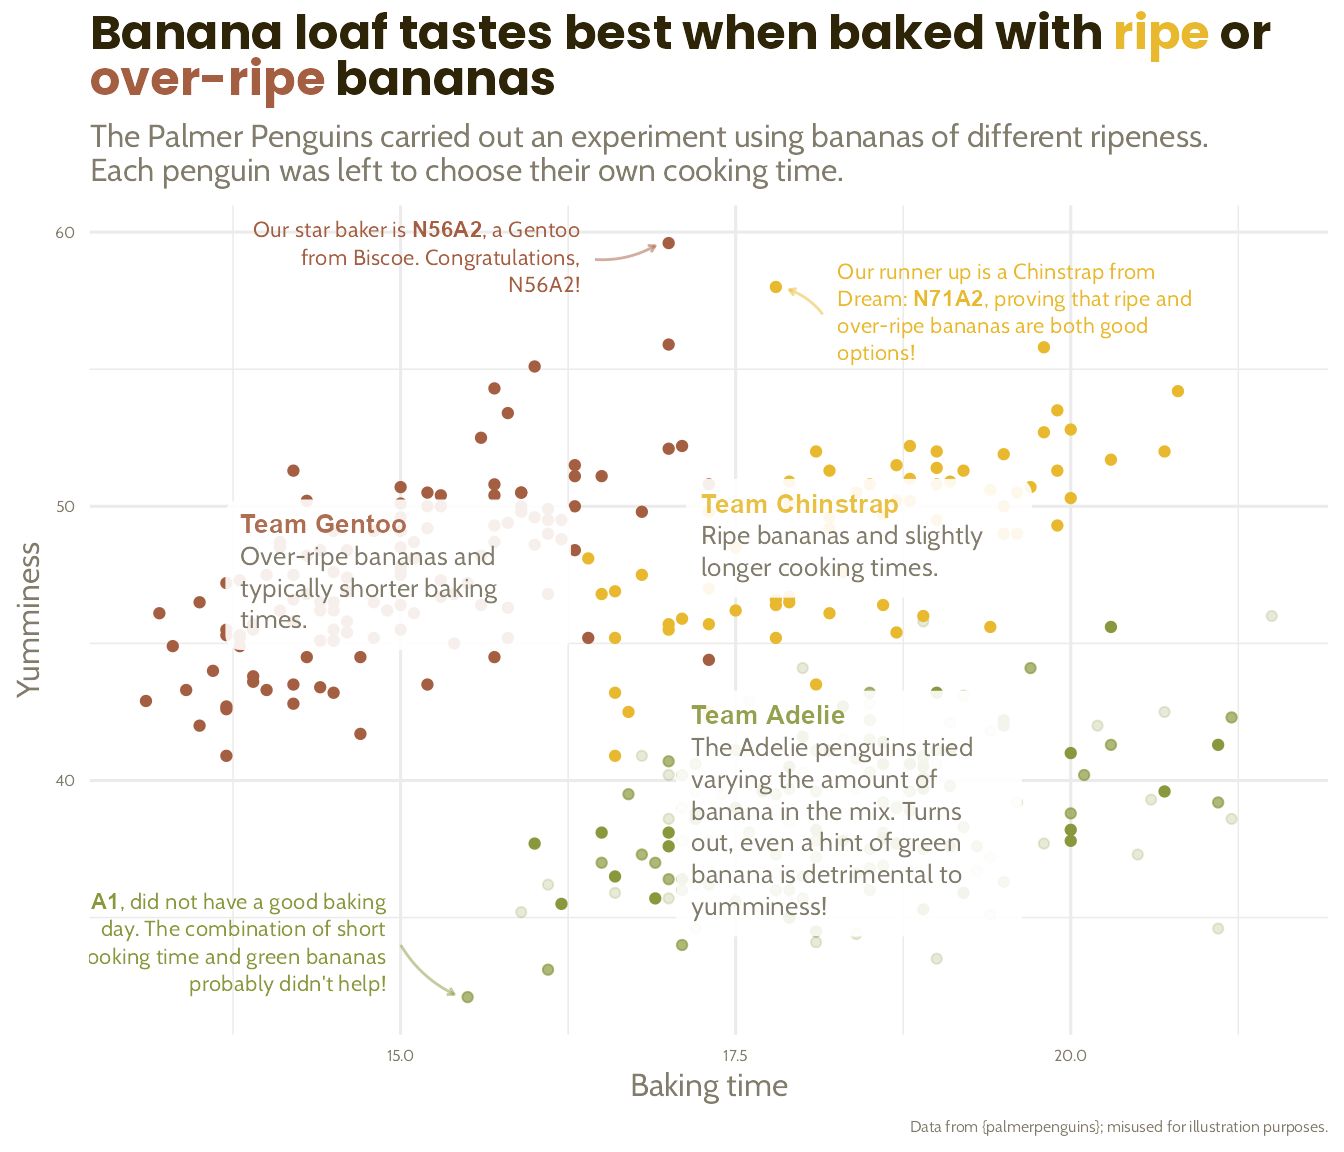 Banana loaf tastes best when baked with ripe or
over-ripe bananas
The Palmer Penguins carried out an experiment using bananas of different ripeness.
Each penguin was left to choose their own cooking time.
Our star baker is N56A2, a Gentoo
from Biscoe. Congratulations,
N56A2!
Our runner up is a Chinstrap from
Dream: N71A2, proving that ripe and
over-ripe bananas are both good
options!
Team Gentoo
Over-ripe bananas and
typically shorter baking
times.
Team Chinstrap
Ripe bananas and slightly
longer cooking times.
Team Adelie
The Adelie penguins tried
varying the amount of
banana in the mix. Turns
out, even a hint of green
banana is detrimental to
yumminess!
A1, did not have a good baking
day. The combination of short
ooking time and green bananas
probably didn't help!
60
50
40
Yumminess
15.0
17.5
20.0
Baking time
Data from {palmerpenguins}; misused for illustration purposes.